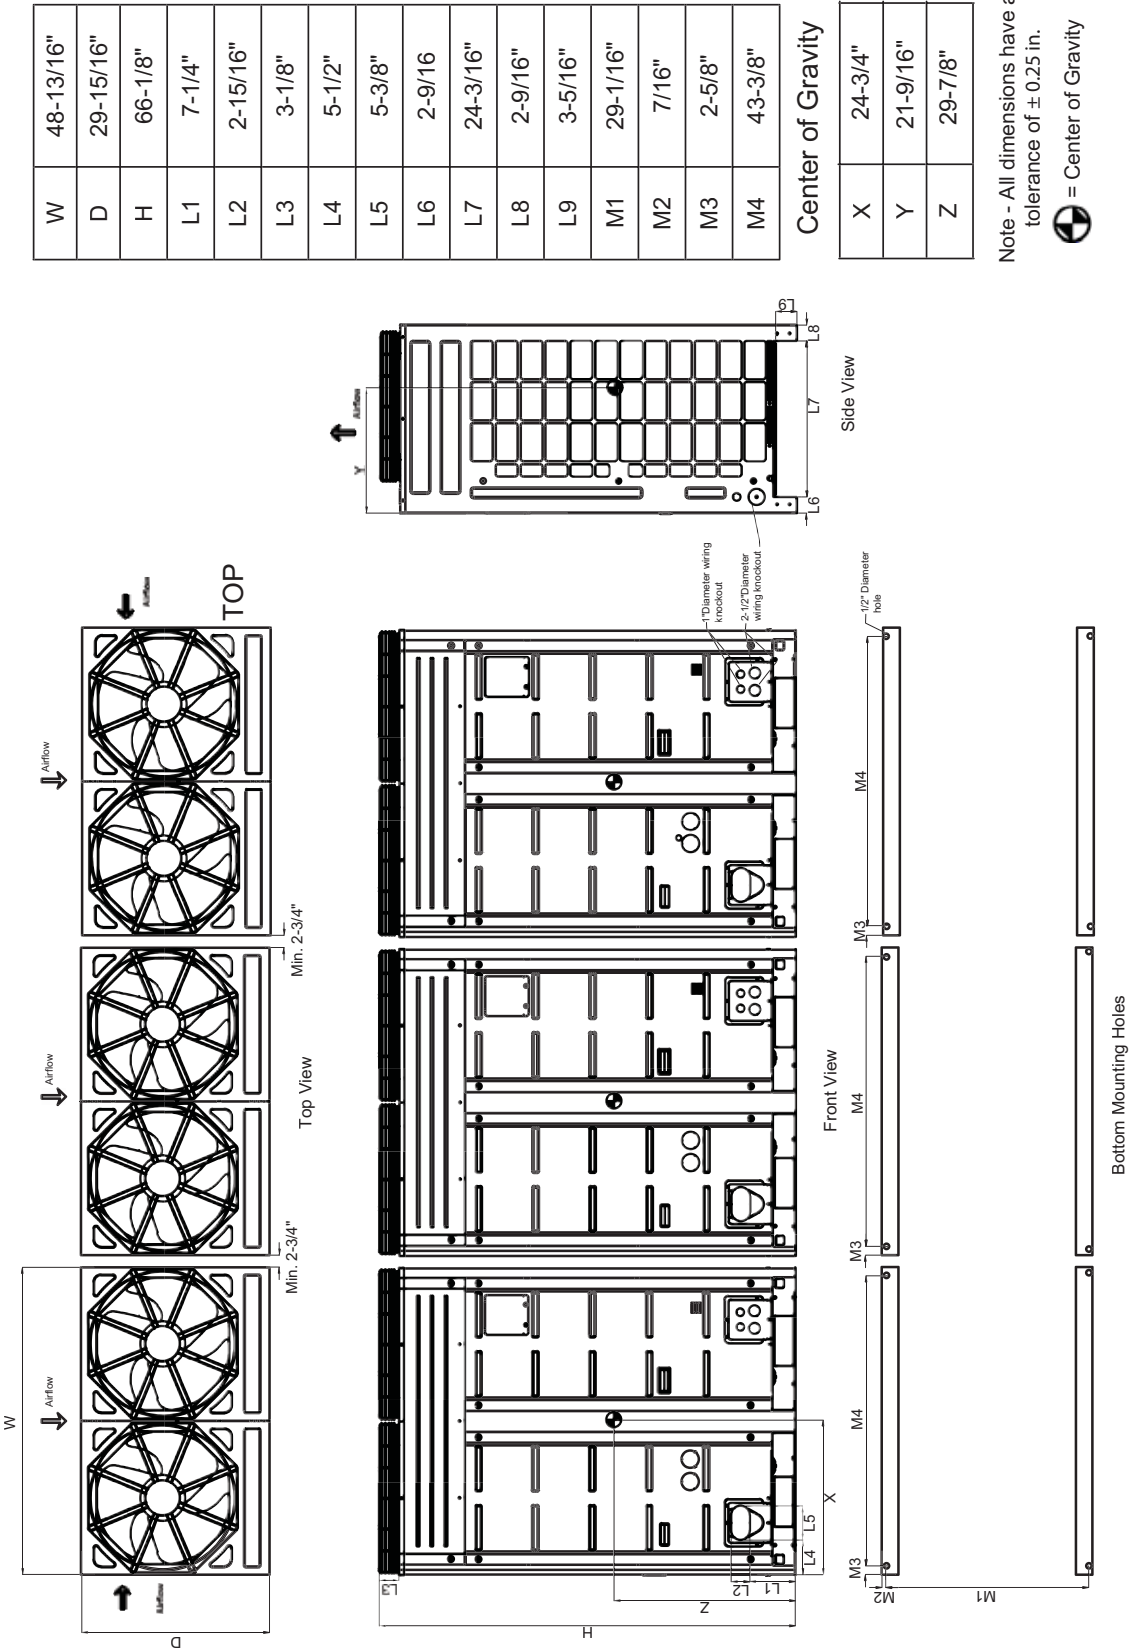 W
Airflow
Airflow
Airflow
Airflow
Airflow
D
Min. 2-3/4"
Min. 2-3/4"
Top View
TOP
Y
Airflow
L6
L7
L8
L9
Side View
H
Z
L3
L2
L1
L4
L5
X
1"Diameter wiring
knockout
2-1/2"Diameter
wiring knockout
Front View
1/2" Diameter
hole
M2
M1
M3
M4
M3
M4
M3
M4
Bottom Mounting Holes
W 48-13/16"
D 29-15/16"
H 66-1/8"
L1 7-1/4"
L2 2-15/16"
L3 3-1/8"
L4 5-1/2"
L5 5-3/8"
L6 2-9/16
L7 24-3/16"
L8 2-9/16"
L9 3-5/16"
M1 29-1/16"
M2 7/16"
M3 2-5/8"
M4 43-3/8"
Center of Gravity
X 24-3/4"
Y 21-9/16"
Z 29-7/8"
Note - All dimensions have a
tolerance of ± 0.25 in.
= Center of Gravity